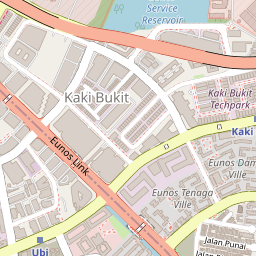 Service
Reservoir
Kaki Bukit
Kaki Bukit
Techpark
Kaki
Eunos Link
Eunos Dam
Ville
Eunos Tenaga
Ville
Ubi
Jalan Punai